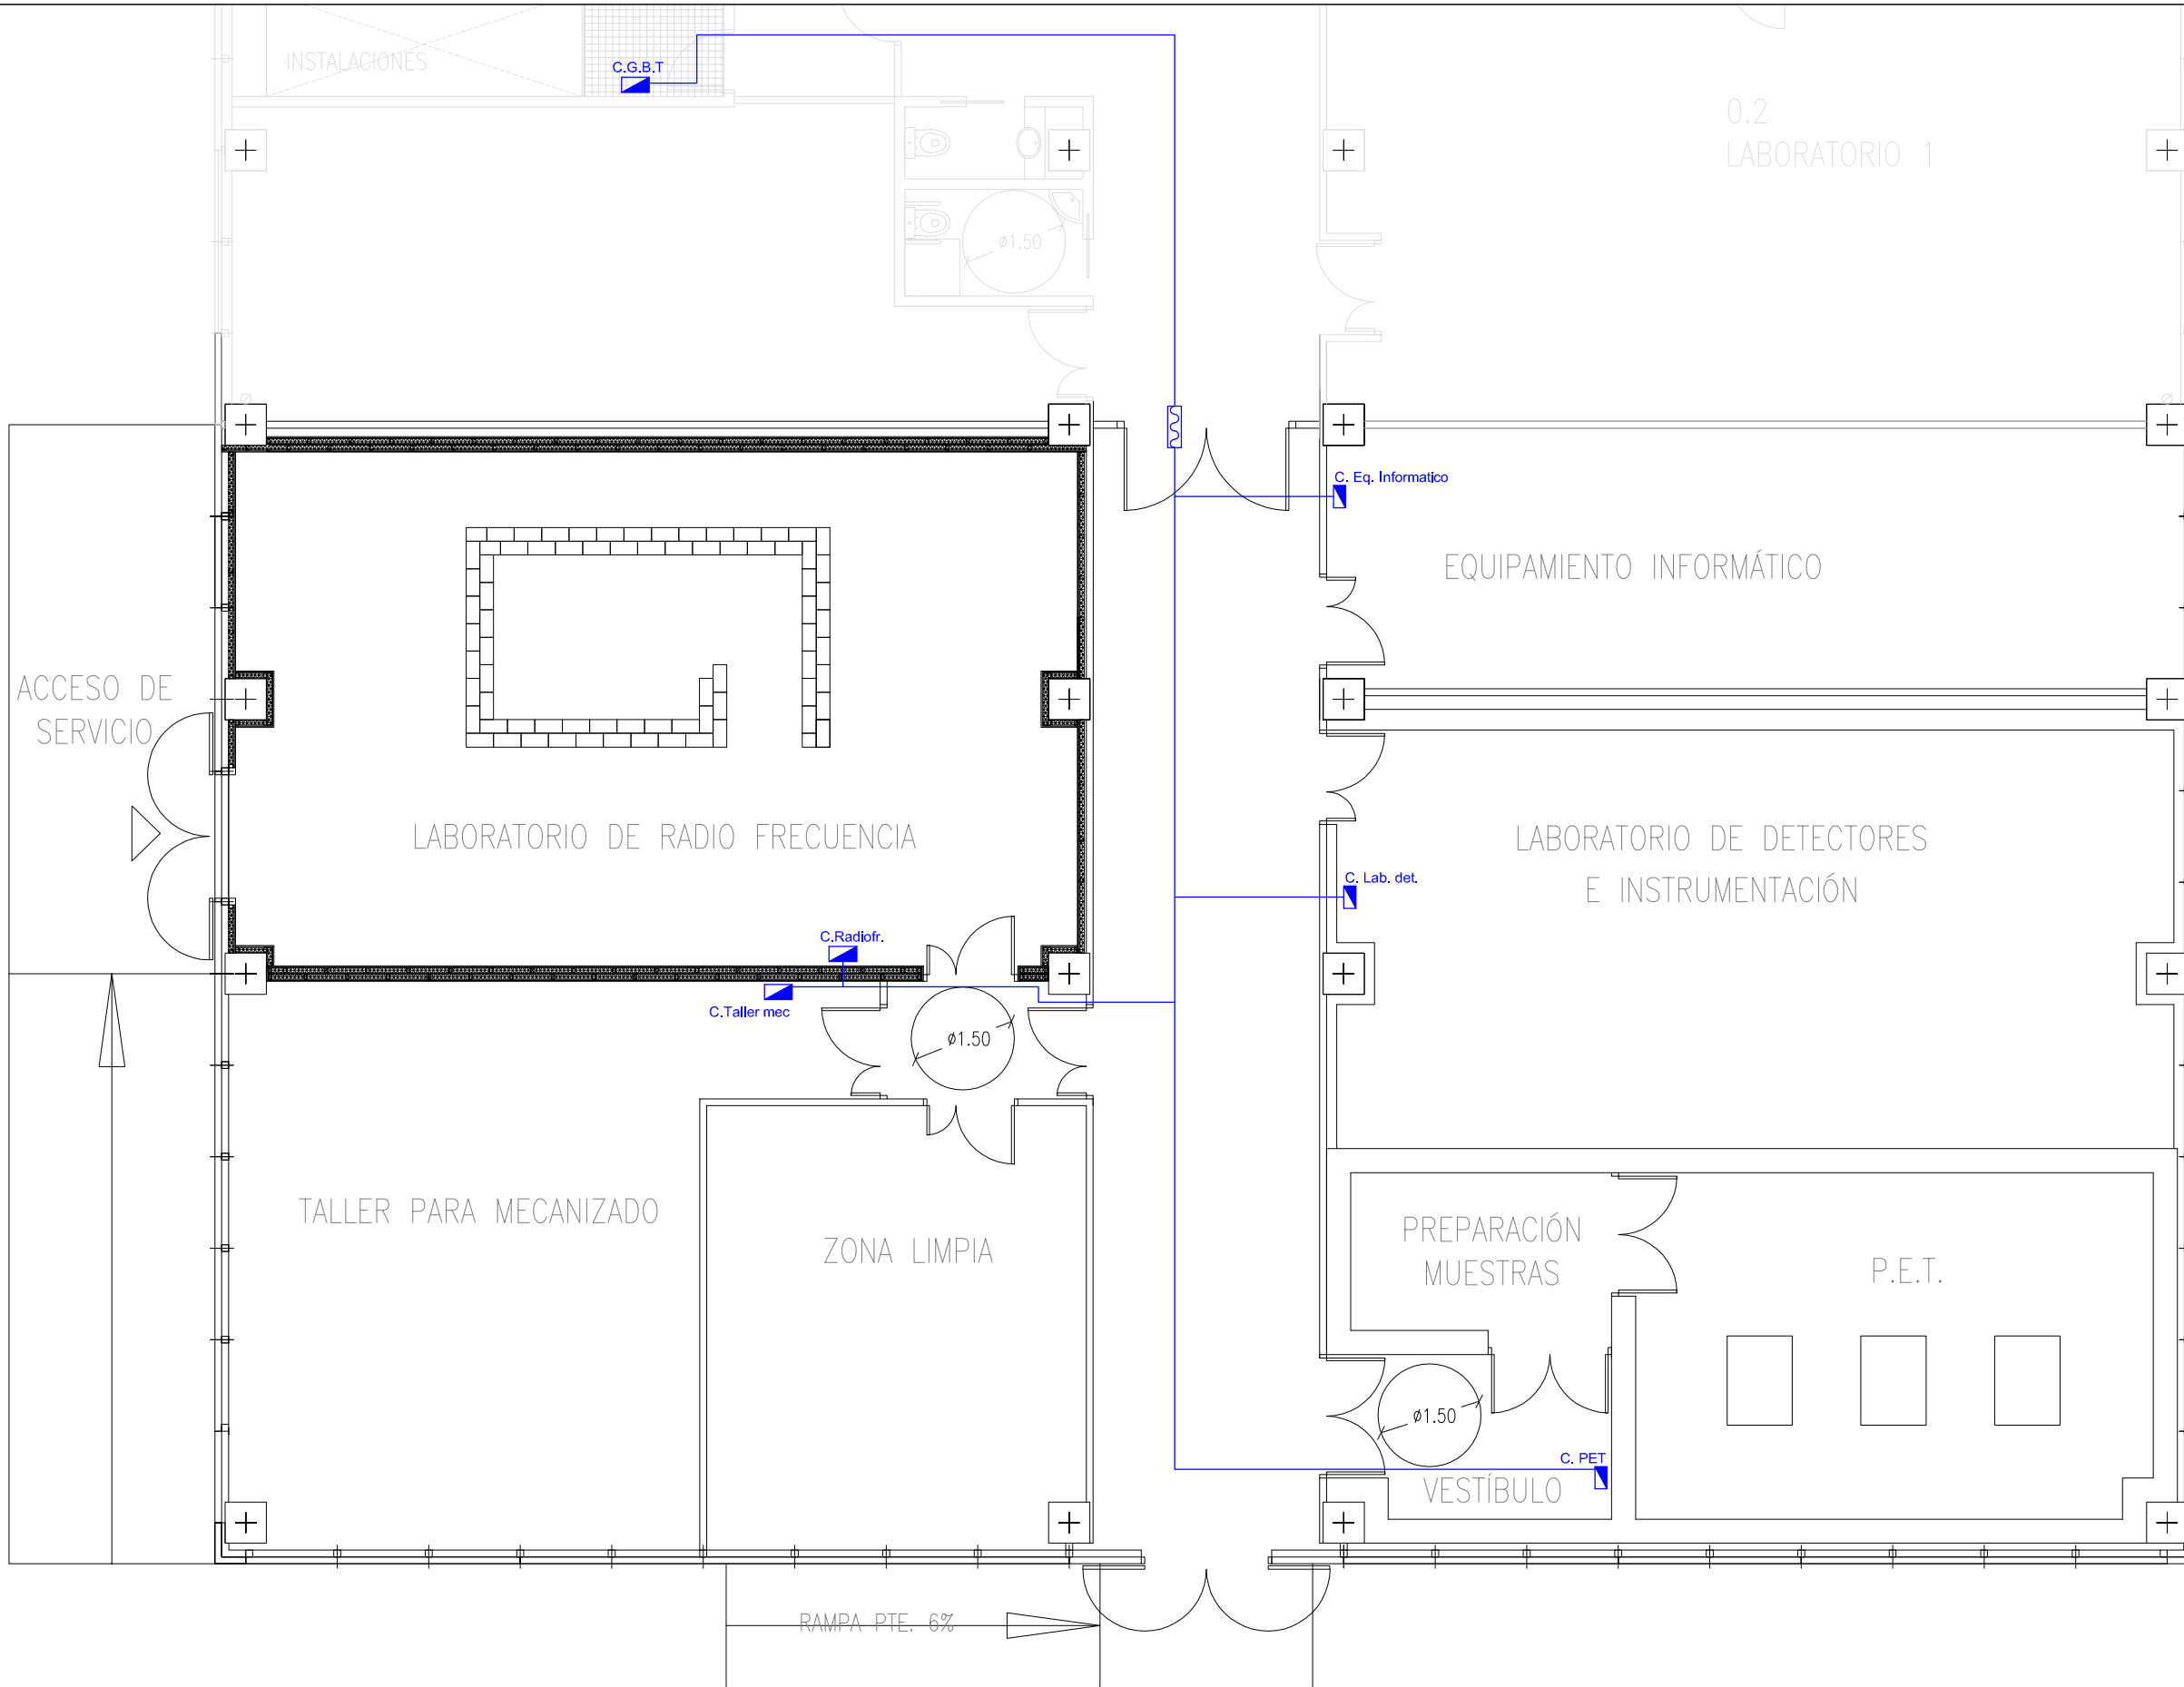 INSTALACIONES
C.G.B.T
0.2
LABORATORIO 1
ø1.50
C. Eq. Informatico
EQUIPAMIENTO INFORMÁTICO
ACCESO DE
SERVICIO
LABORATORIO DE RADIO FRECUENCIA
LABORATORIO DE DETECTORES
E INSTRUMENTACIÓN
C. Lab. det.
C.Radiofr.
C.Taller mec
ø1.50
TALLER PARA MECANIZADO
ZONA LIMPIA
PREPARACIÓN
MUESTRAS
P.E.T.
ø1.50
C. PET
VESTÍBULO
RAMPA PTE. 6%